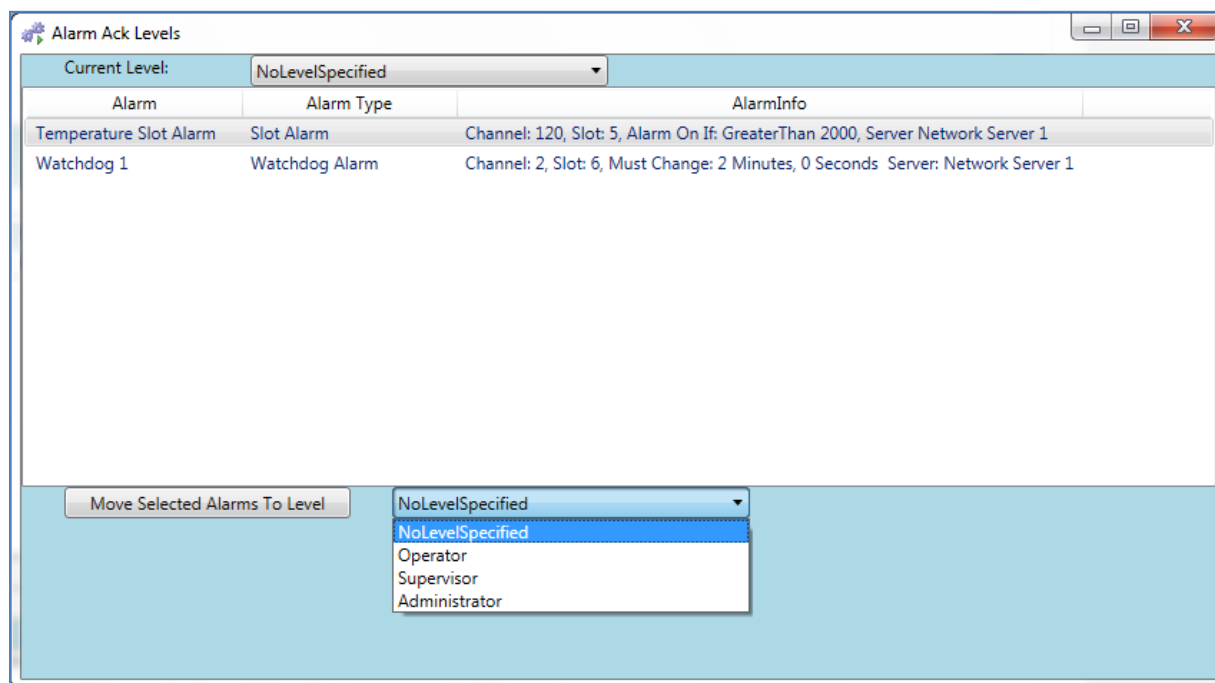 Alarm Ack Levels
Current Level: NoLevelSpecified
Alarm Alarm Type AlarmInfo
Temperature Slot Alarm Slot Alarm Channel: 120, Slot: 5, Alarm On If: GreaterThan 2000, Server Network Server 1
Watchdog 1 Watchdog Alarm Channel: 2, Slot: 6, Must Change: 2 Minutes, 0 Seconds  Server: Network Server 1
Move Selected Alarms To Level NoLevelSpecified
NoLevelSpecified
Operator
Supervisor
Administrator